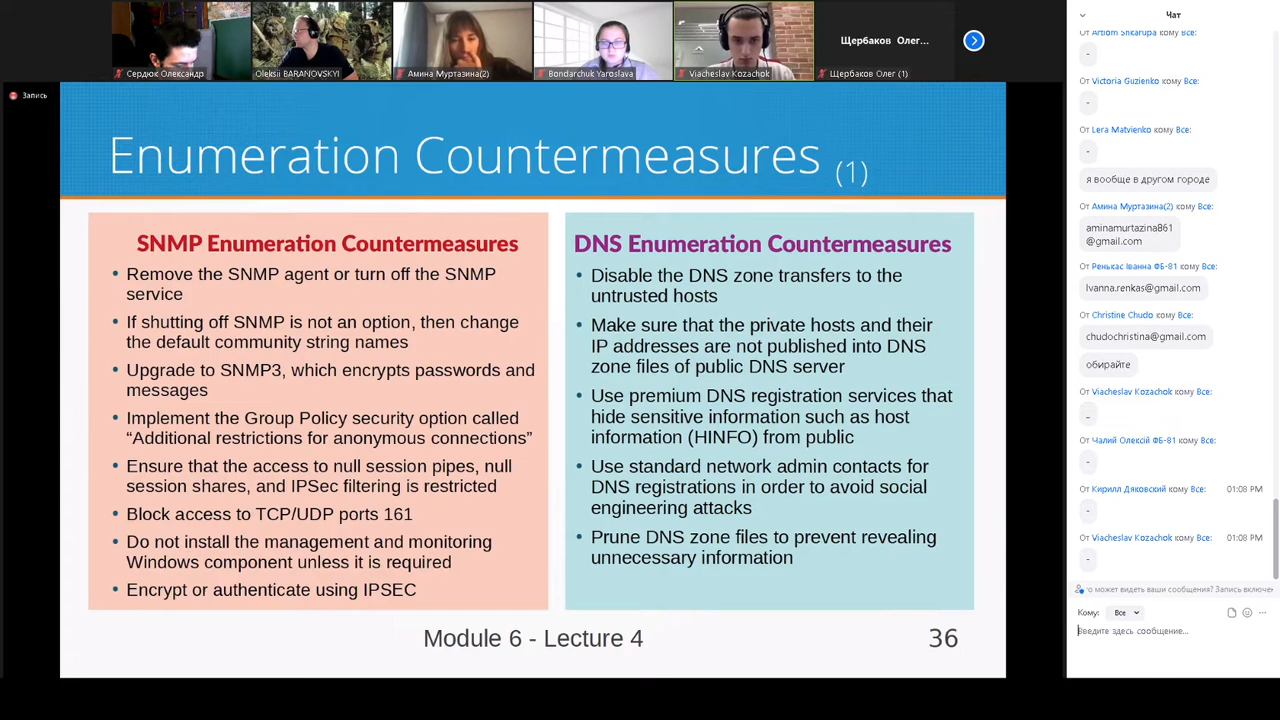 Сердюк Олександр
Oleksii BARANOVSKYI
Амина Муртазина(2)
Bondarchuk Yaroslava
Viacheslav Kozachok
Щербаков Олег...
Щербаков Олег (1)
Запись
Enumeration Countermeasures (1)
SNMP Enumeration Countermeasures
• Remove the SNMP agent or turn off the SNMP
service
• If shutting off SNMP is not an option, then change
the default community string names
• Upgrade to SNMP3, which encrypts passwords and
messages
• Implement the Group Policy security option called
“Additional restrictions for anonymous connections”
• Ensure that the access to null session pipes, null
session shares, and IPSec filtering is restricted
• Block access to TCP/UDP ports 161
• Do not install the management and monitoring
Windows component unless it is required
• Encrypt or authenticate using IPSEC
DNS Enumeration Countermeasures
• Disable the DNS zone transfers to the
untrusted hosts
• Make sure that the private hosts and their
IP addresses are not published into DNS
zone files of public DNS server
• Use premium DNS registration services that
hide sensitive information such as host
information (HINFO) from public
• Use standard network admin contacts for
DNS registrations in order to avoid social
engineering attacks
• Prune DNS zone files to prevent revealing
unnecessary information
Module 6 - Lecture 4
36
Чат
От Artiom Shkarupa кому Все:
-
От Victoria Guzienko кому Все:
-
От Lera Matvienko кому Все:
-
я вообще в другом городе
От Амина Муртазина(2) кому Все:
aminamurtazina861
@gmail.com
От Ренькас Іванна ФБ-81 кому Все:
Ivanna.renkas@gmail.com
От Christine Chudo кому Все:
chudochristina@gmail.com
обирайте
От Viacheslav Kozachok кому Все:
_
От Чалий Олексій ФБ-81 кому Все:
-
От Кирилл Дяковский кому Все: 01:08 PM
-
От Viacheslav Kozachok кому Все: 01:08 PM
-
то может видеть ваши сообщения? Запись включен
Кому: Все
Введите здесь сообщение...